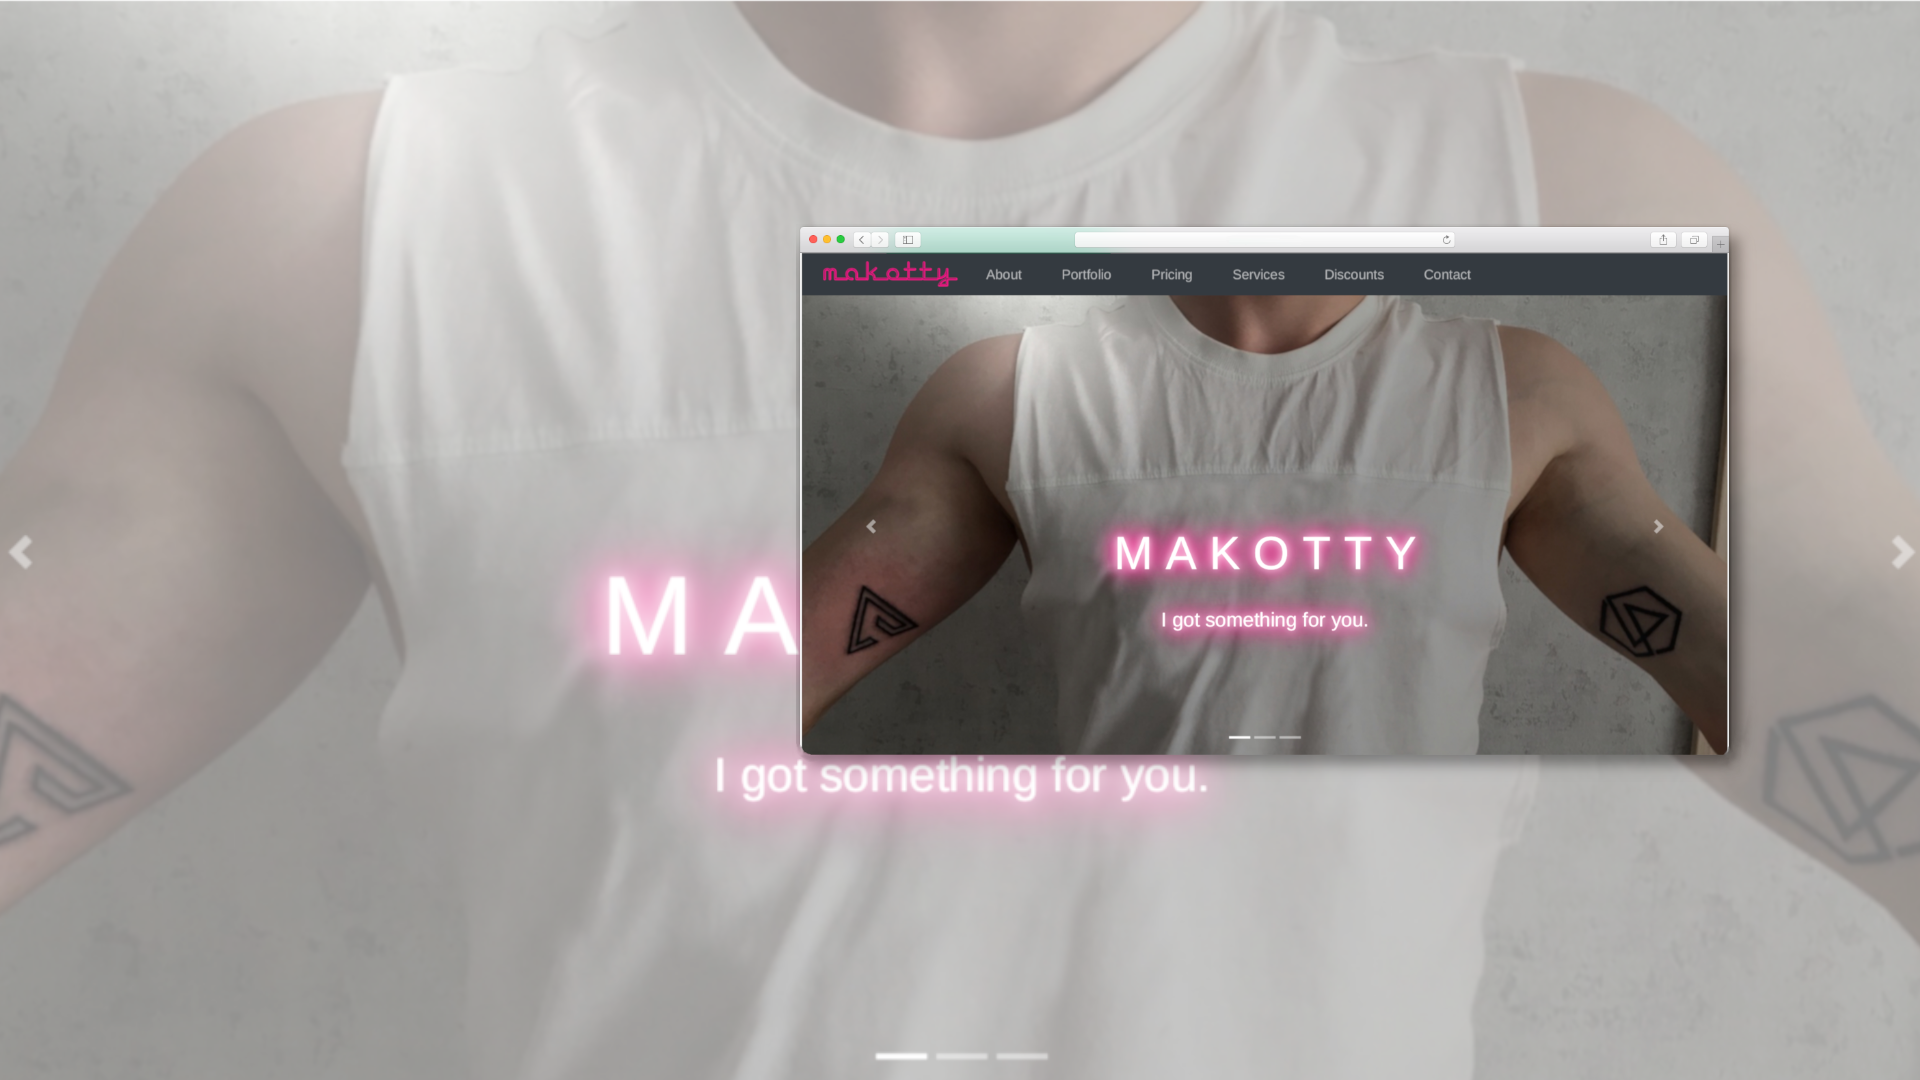 makotty About Portfolio Pricing Services Discounts Contact
MAKOTTY
I got something for you.
MA
I got something for you.